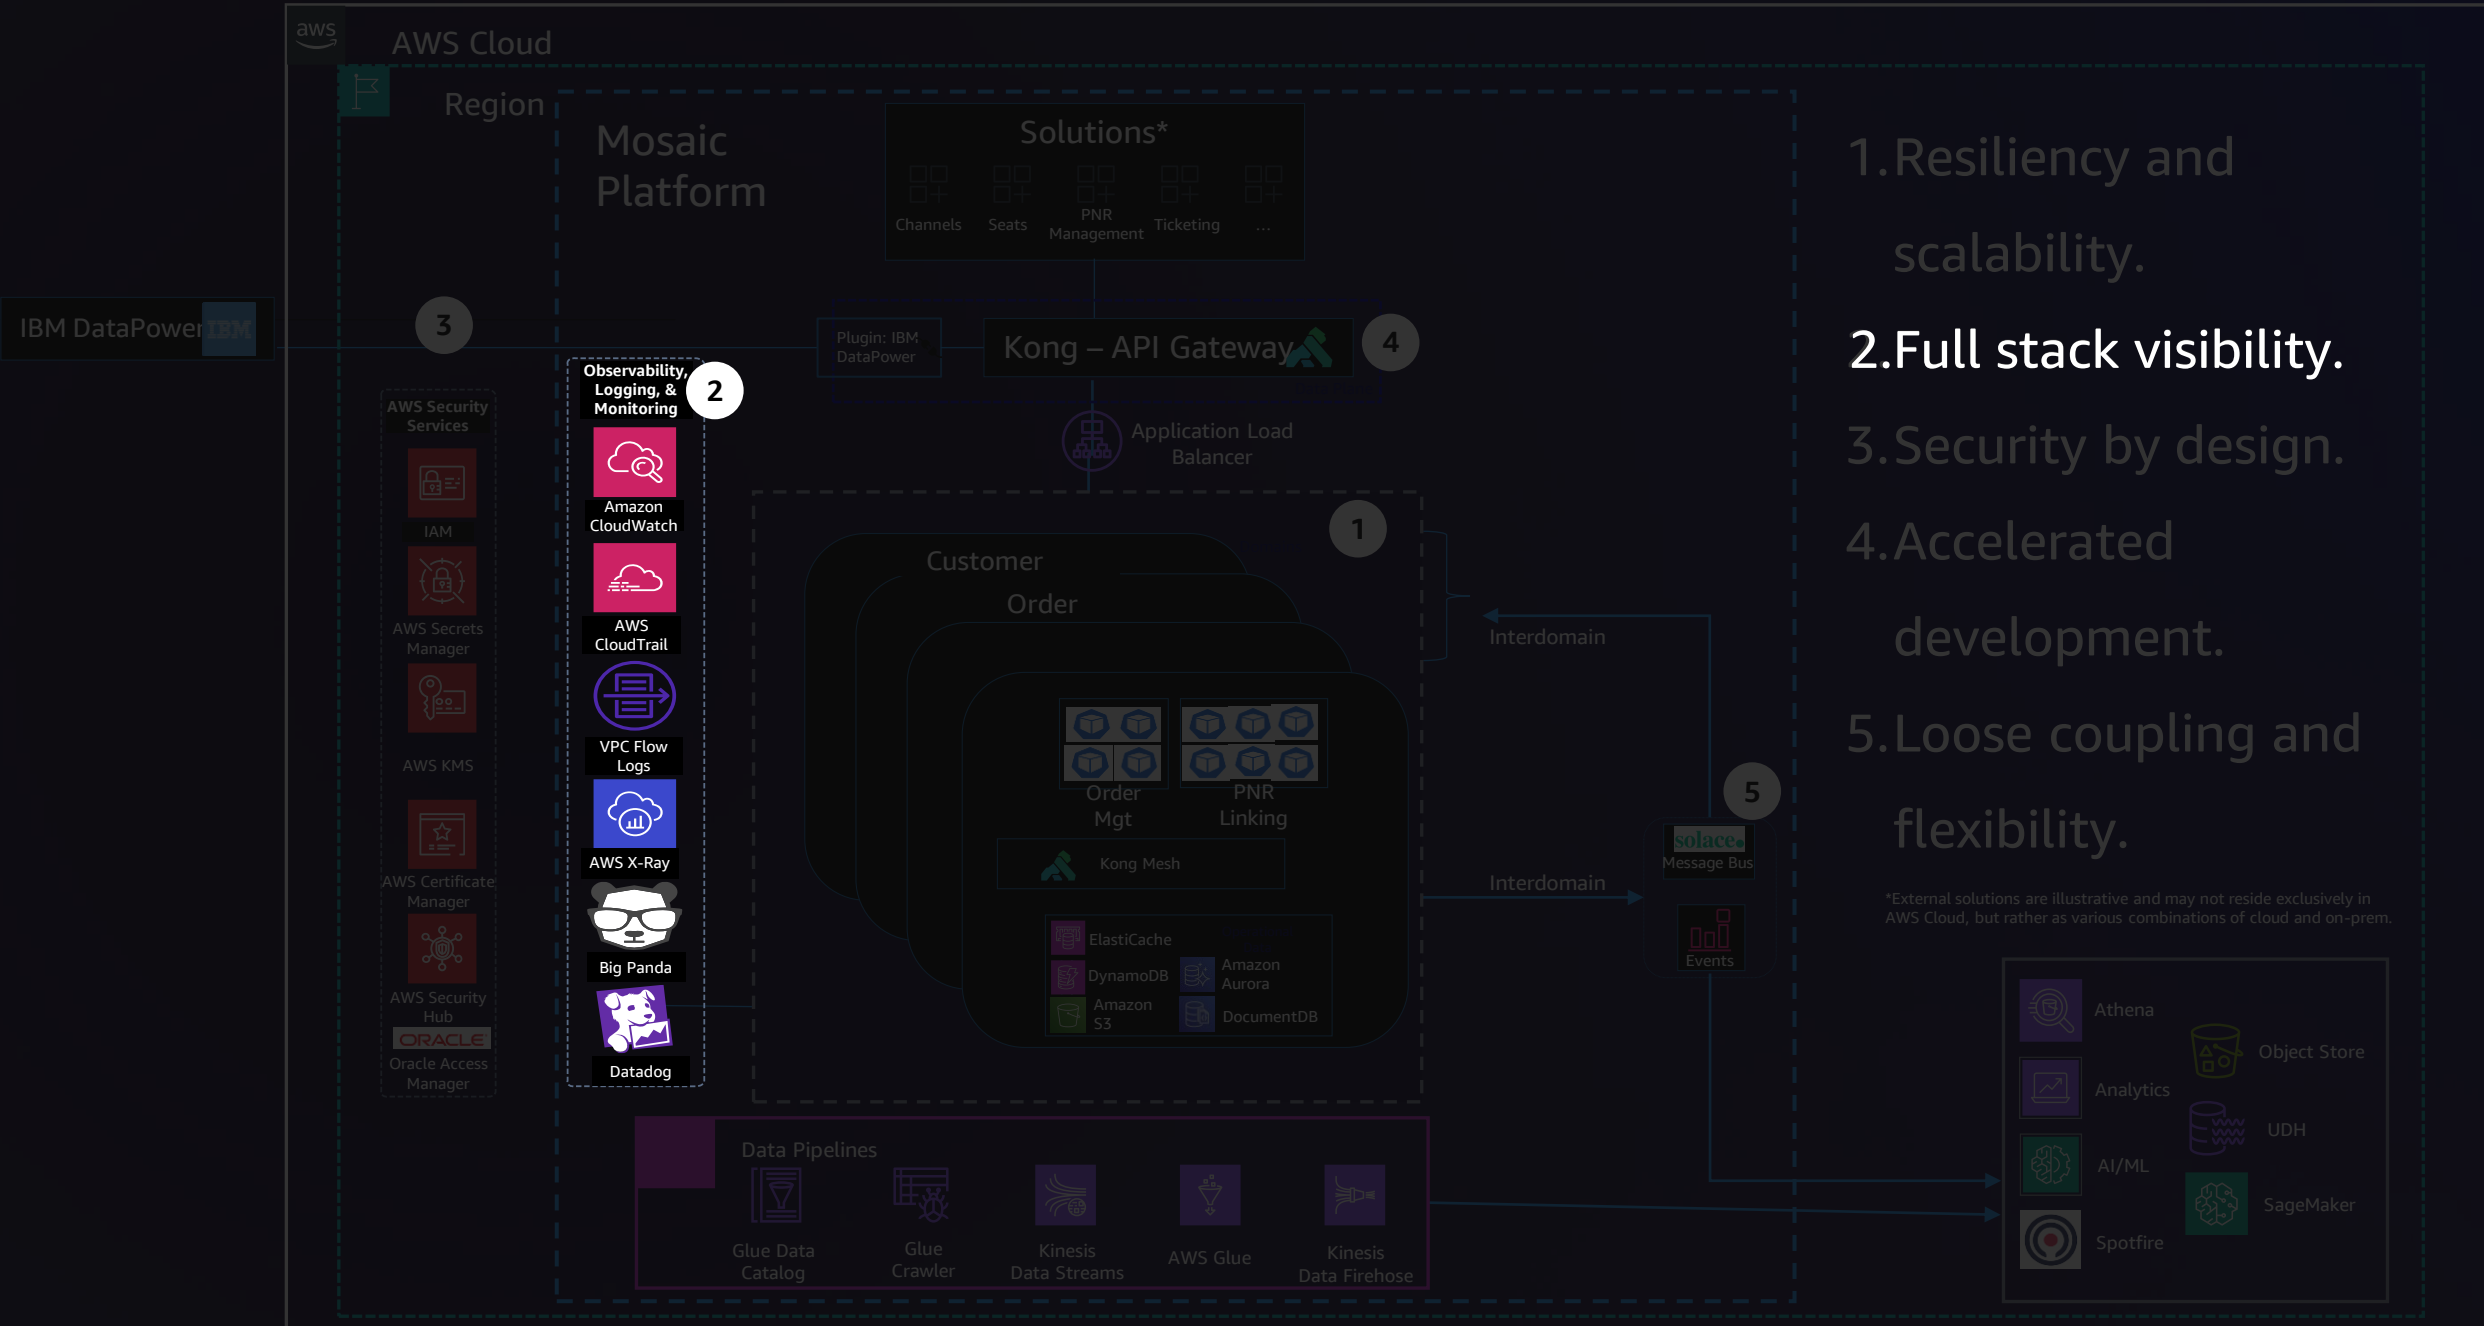 aws
AWS Cloud
Region
Mosaic
Platform
Solutions*
Channels
Seats
PNR
Management
Ticketing
...
IBM DataPower
IBM
3
Plugin: IBM
DataPower
Kong – API Gateway
4
Application Load
Balancer
AWS Security
Services
IAM
AWS Secrets
Manager
AWS KMS
AWS Certificate
Manager
AWS Security
Hub
ORACLE
Oracle Access
Manager
Observability,
Logging, &
Monitoring
2
Amazon
CloudWatch
AWS
CloudTrail
VPC Flow
Logs
AWS X-Ray
Big Panda
Datadog
1
Customer
Order
Order
Mgt
PNR
Linking
Kong Mesh
ElastiCache
DynamoDB
Amazon
S3
Amazon
Aurora
DocumentDB
Interdomain
Interdomain
5
solace.
Message Bus
Events
Data Pipelines
Glue Data
Catalog
Glue
Crawler
Kinesis
Data Streams
AWS Glue
Kinesis
Data Firehose
1.Resiliency and
scalability.
2.Full stack visibility.
3.Security by design.
4.Accelerated
development.
5.Loose coupling and
flexibility.
*External solutions are illustrative and may not reside exclusively in
AWS Cloud, but rather as various combinations of cloud and on-prem.
Athena
Analytics
AI/ML
Spotfire
Object Store
UDH
SageMaker